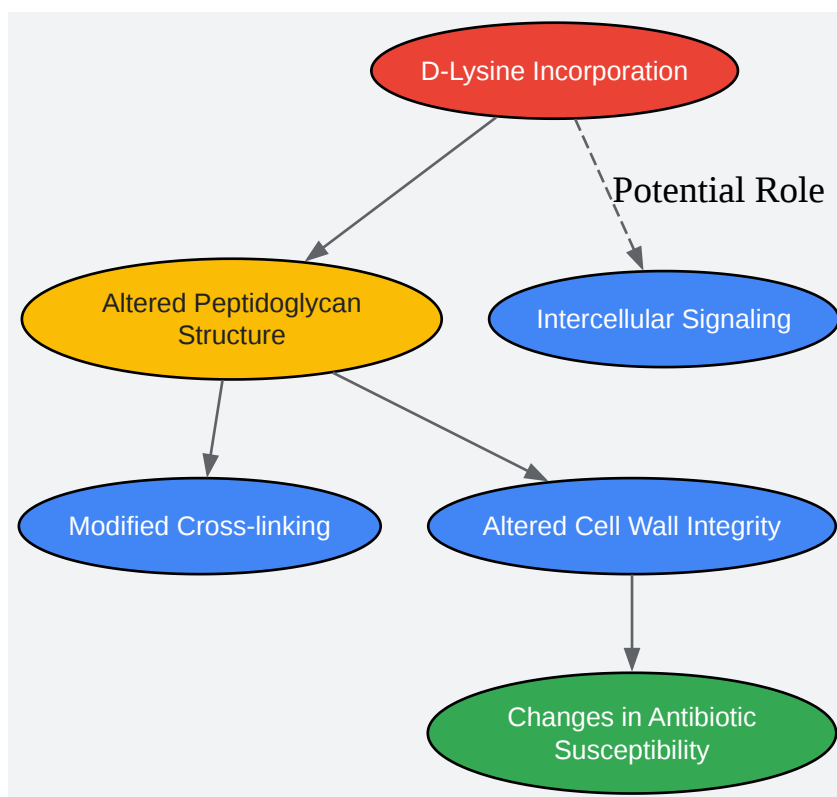 D-Lysine Incorporation
Potential Role
Altered Peptidoglycan
Structure
Intercellular Signaling
Modified Cross-linking
Altered Cell Wall Integrity
Changes in Antibiotic
Susceptibility